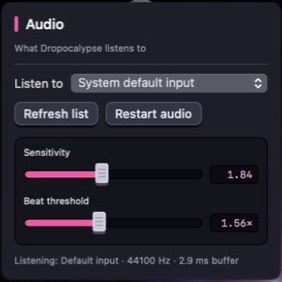 Audio
What Dropocalypse listens to
Listen to System default input
Refresh list Restart audio
Sensitivity
1.84
Beat threshold
1.56×
Listening: Default input · 44100 Hz · 2.9 ms buffer